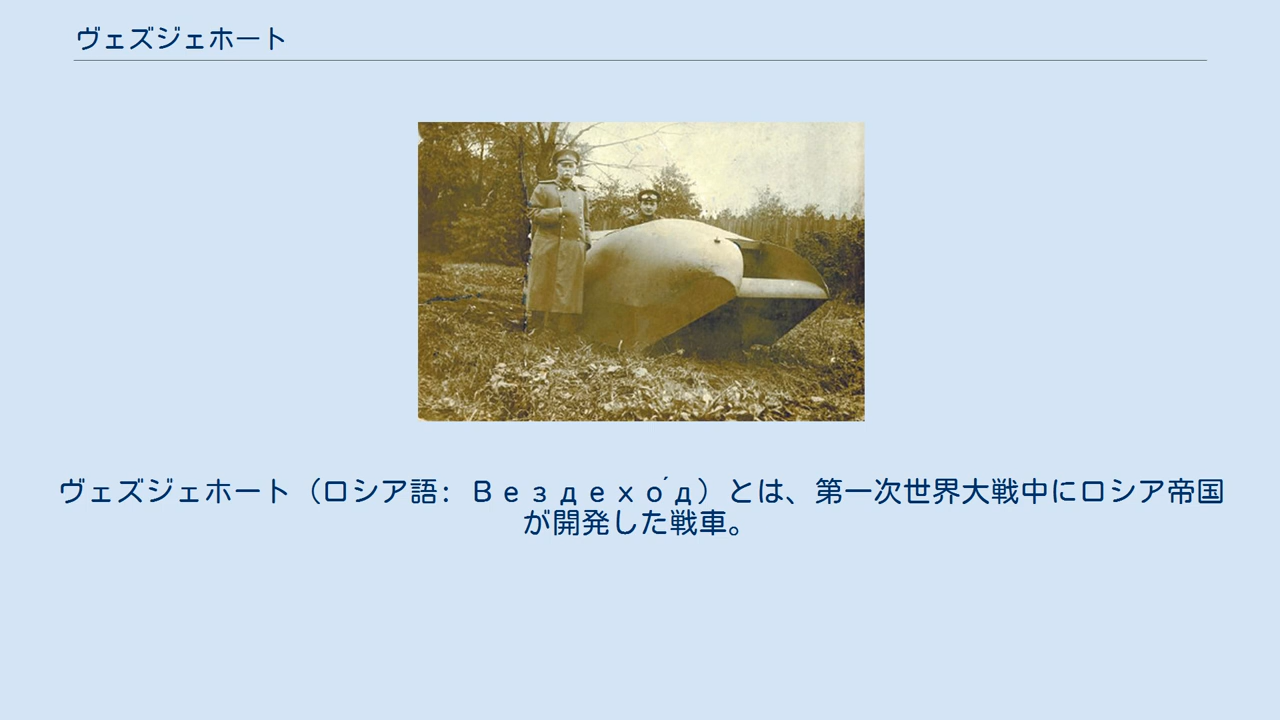 ヴェズジェホート
ヴェズジェホート（ロシア語: Вездехо́д）とは、第一次世界大戦中にロシア帝国
が開発した戦車。